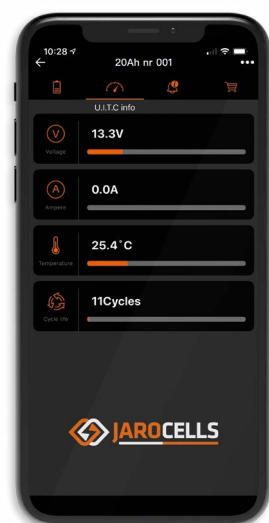 10:28
20Ah nr 001
U.I.T.C info
V
Voltage
13.3V
A
Ampere
0.0A
Temperature
25.4°C
Cycle life
11Cycles
JAROCELLS